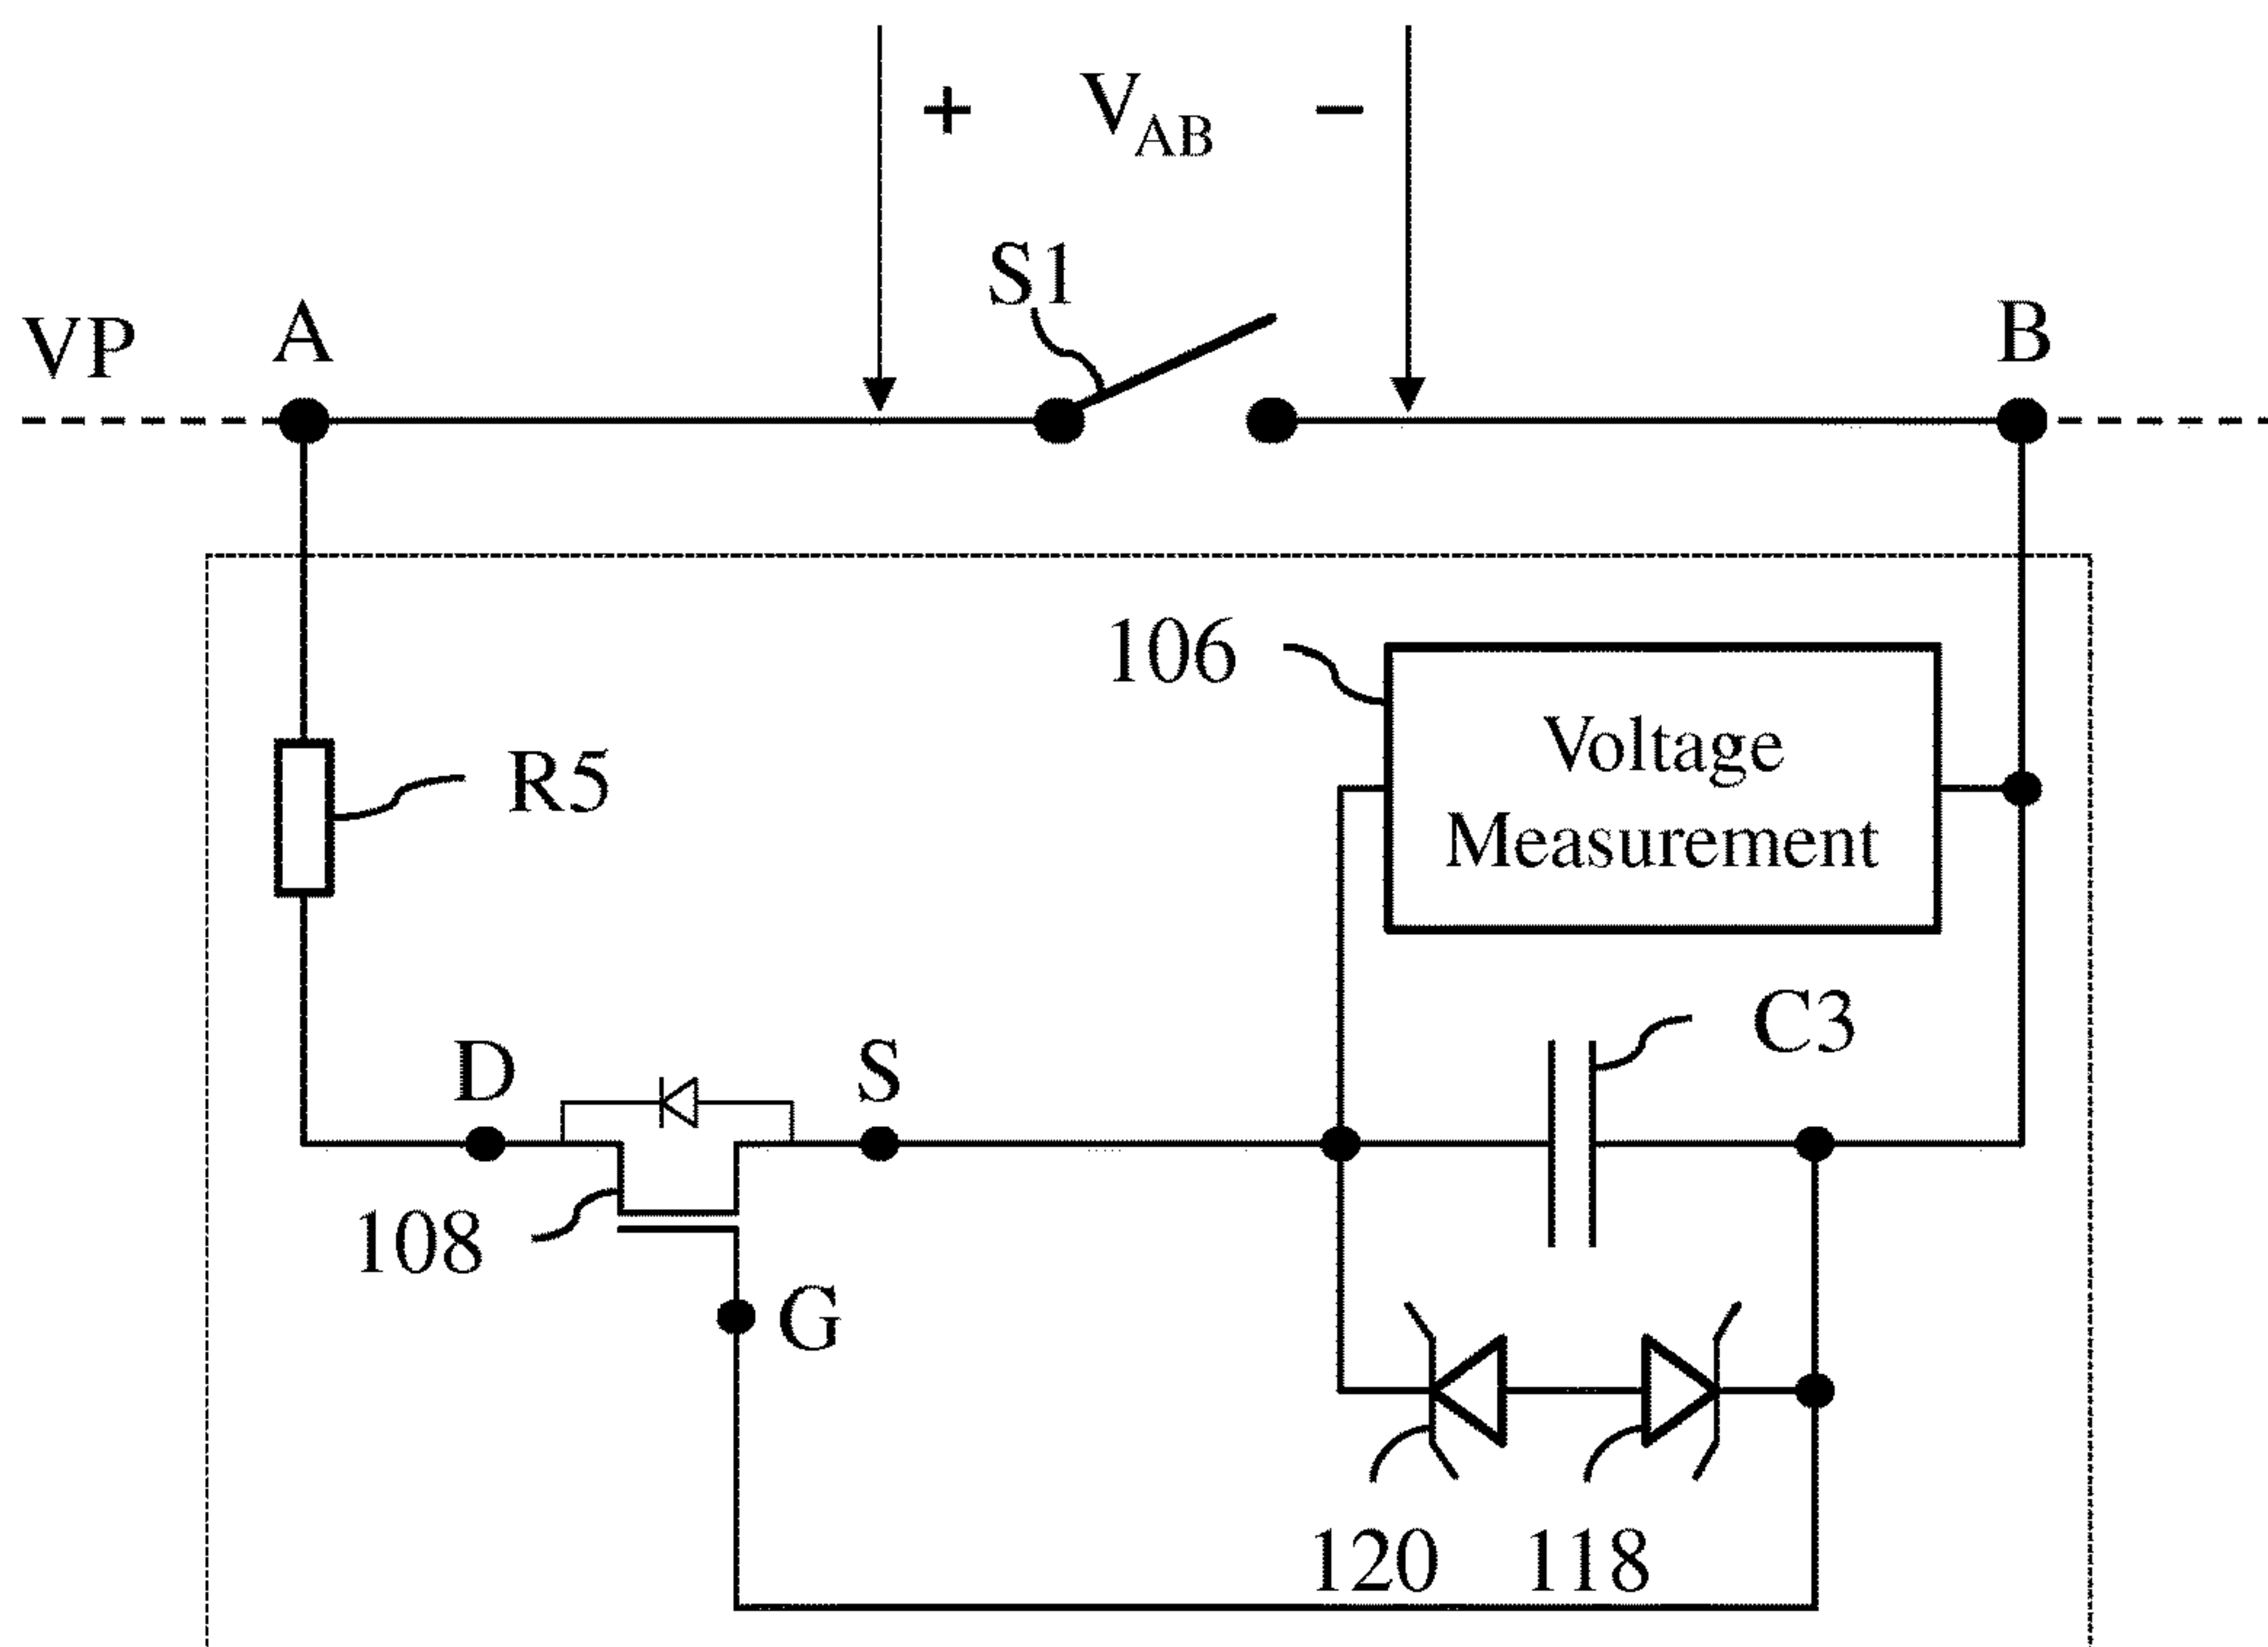 + V_AB −
S1
VP A B
106
Voltage
Measurement
R5
C3
D S
108
G
120 118